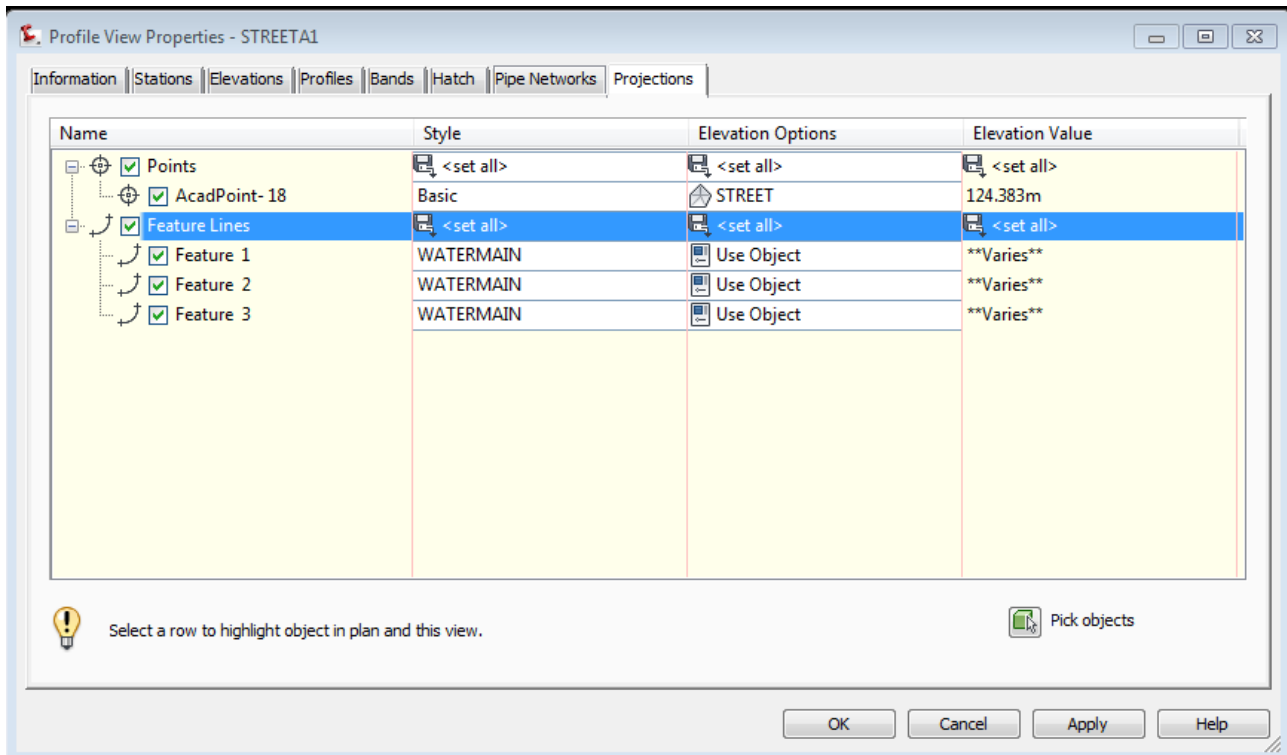 Profile View Properties - STREETA1
Information Stations Elevations Profiles Bands Hatch Pipe Networks Projections
Name Style Elevation Options Elevation Value
Points <set all> <set all> <set all>
AcadPoint- 18 Basic STREET 124.383m
Feature Lines <set all> <set all> <set all>
Feature 1 WATERMAIN Use Object **Varies**
Feature 2 WATERMAIN Use Object **Varies**
Feature 3 WATERMAIN Use Object **Varies**
Select a row to highlight object in plan and this view. Pick objects
OK Cancel Apply Help